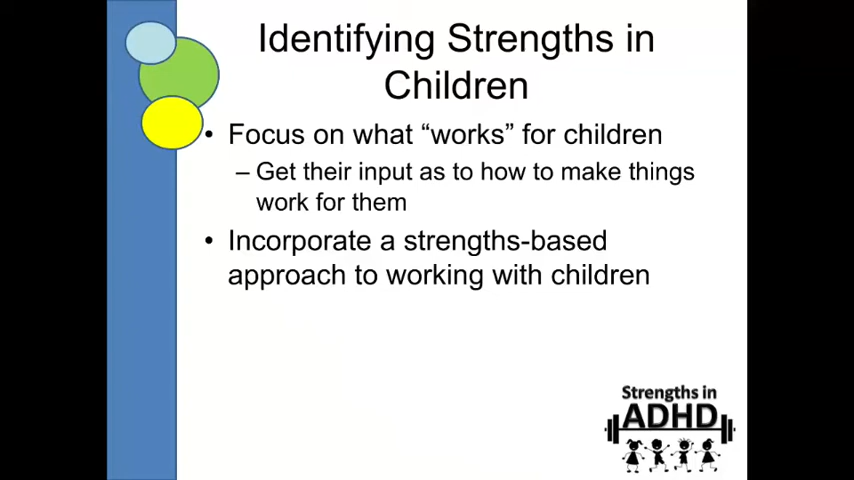 Identifying Strengths in
Children
• Focus on what “works” for children
– Get their input as to how to make things
work for them
• Incorporate a strengths-based
approach to working with children
Strengths in
ADHD